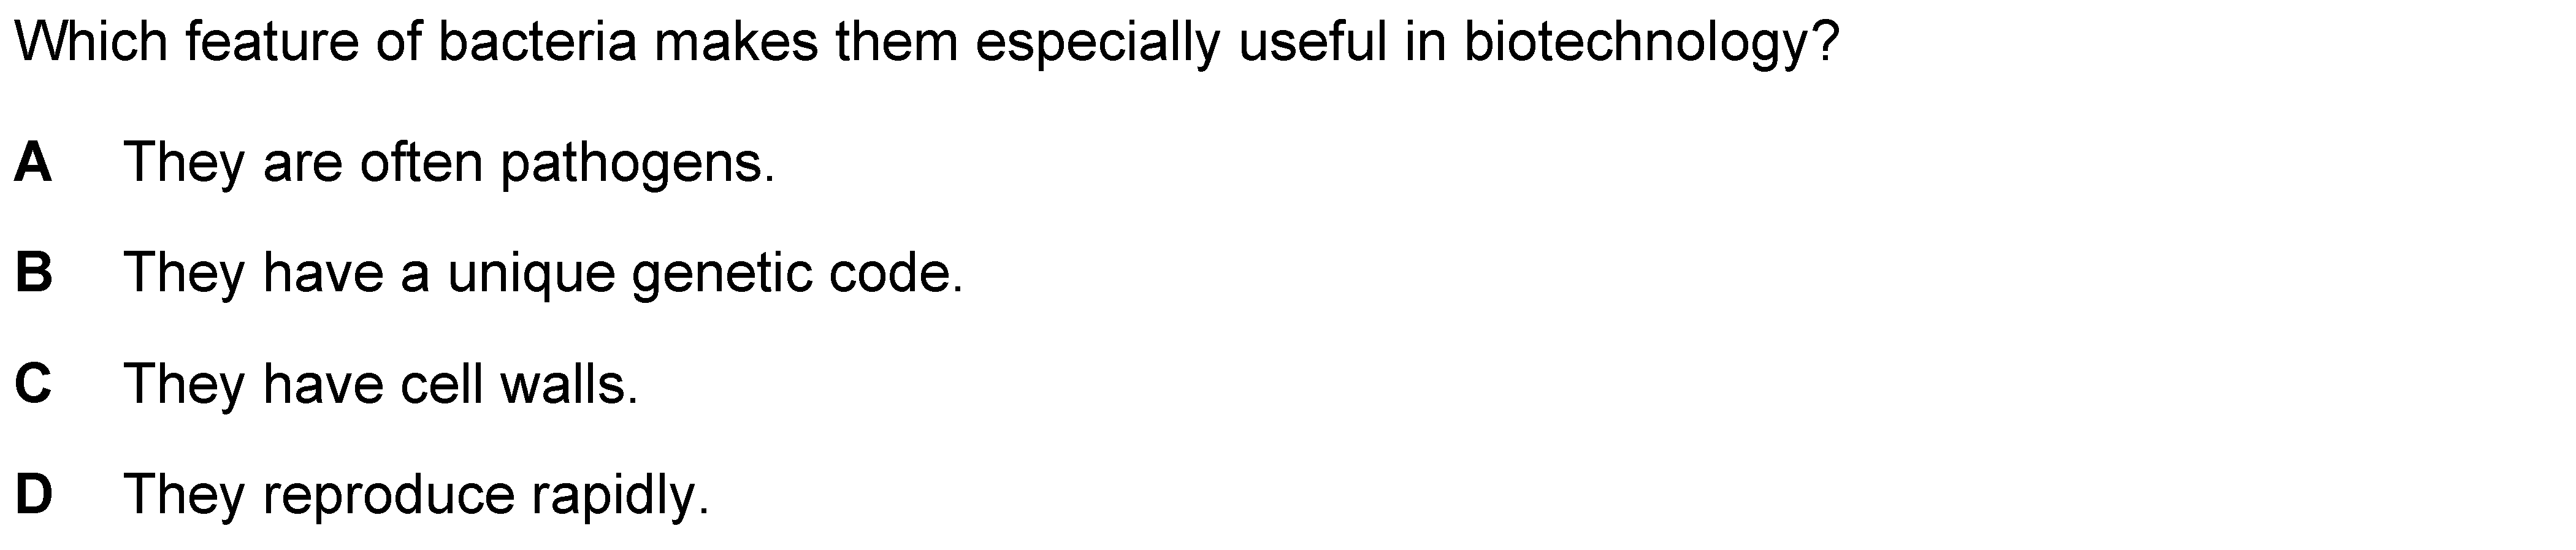 Which feature of bacteria makes them especially useful in biotechnology?
A They are often pathogens.
B They have a unique genetic code.
C They have cell walls.
D They reproduce rapidly.